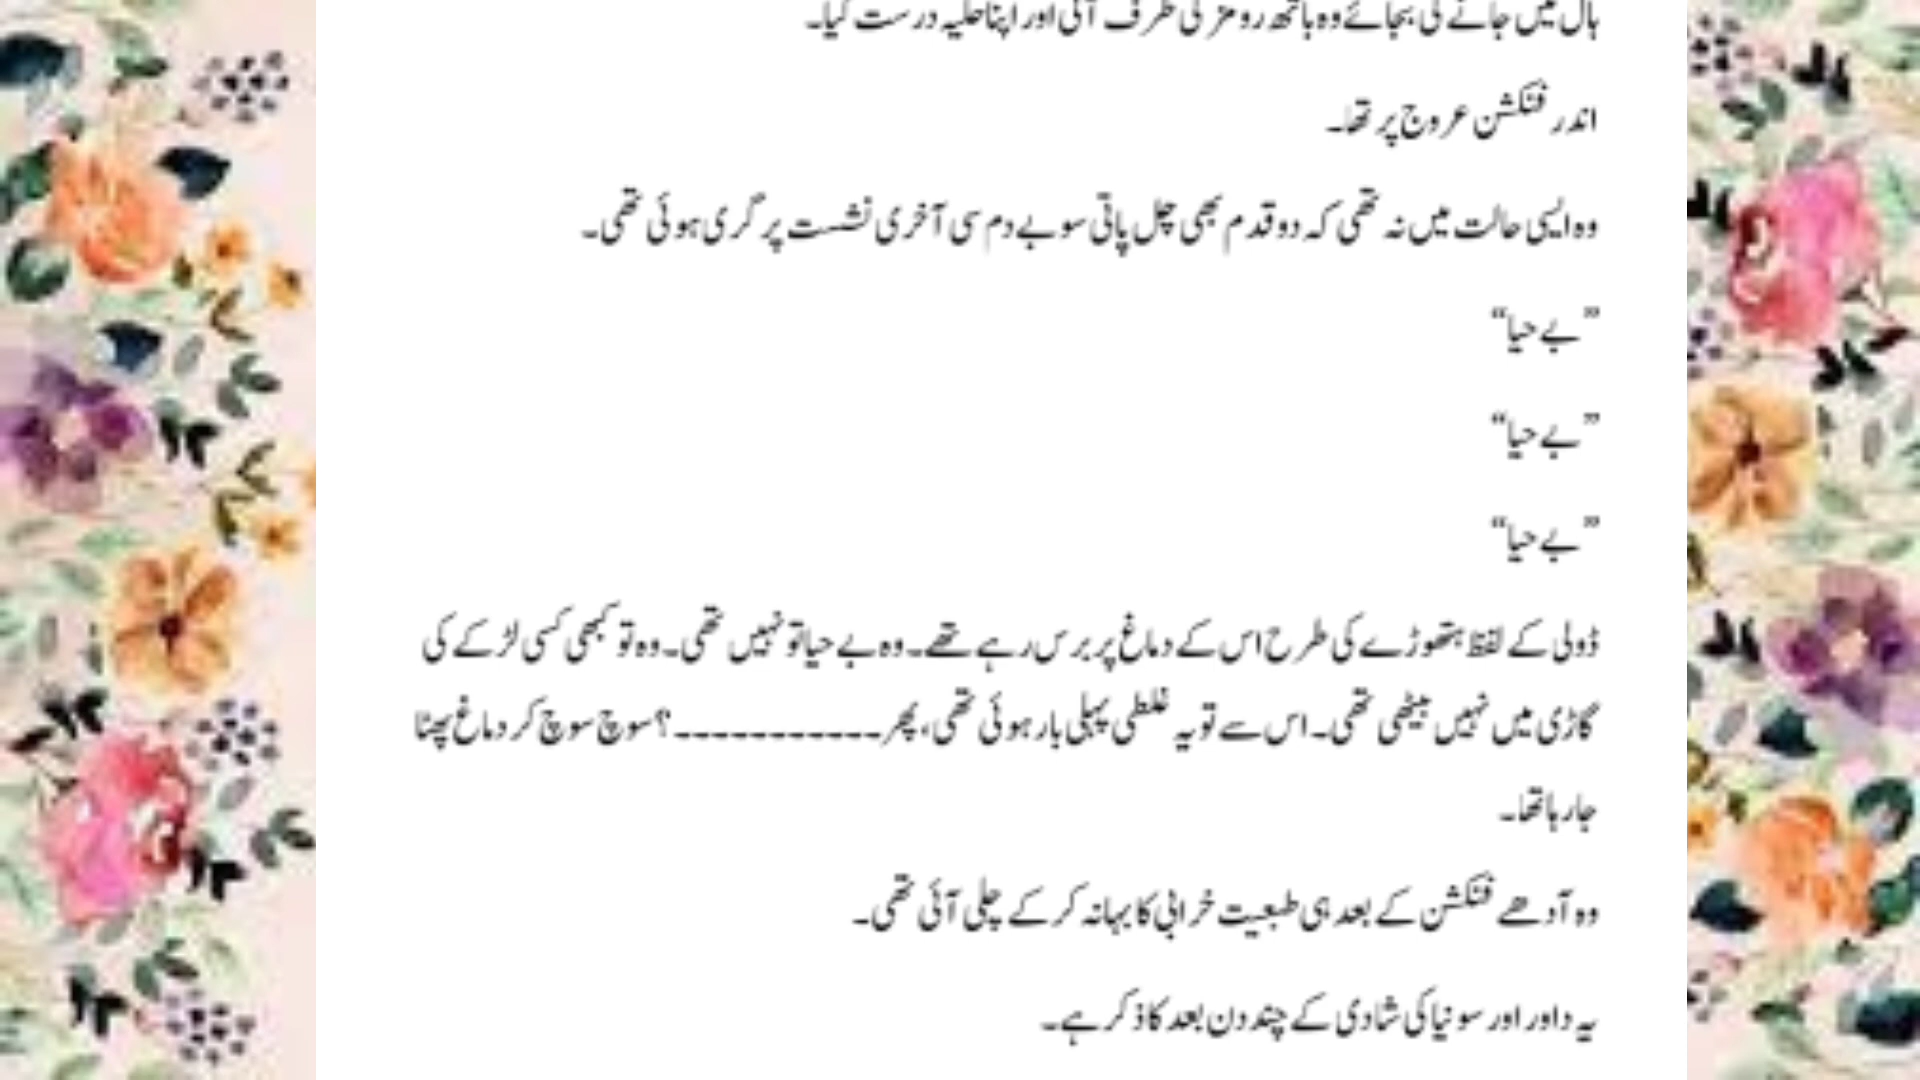 ہال میں جانے کی بجائے وہ باتھ رومز کی طرف آئی اور اپنا حلیہ درست کیا۔
اندر فنکشن عروج پر تھا۔
وہ ایسی حالت میں نہ تھی کہ دو قدم بھی چل پاتی سو بے دم سی آخری نشست پر گری ہوئی تھی۔
”بے حیا“
”بے حیا“
”بے حیا“
ڈولی کے لفظ ہتھوڑے کی طرح اس کے دماغ پر برس رہے تھے۔ وہ بے حیا تو نہیں تھی۔ وہ تو کبھی کسی لڑکے کی
گاڑی میں نہیں بیٹھی تھی۔ اس سے تو یہ غلطی پہلی بار ہوئی تھی، پھر۔۔۔۔۔۔۔۔۔۔۔؟ سوچ سوچ کر دماغ پھٹا
جارہا تھا۔
وہ آدھے فنکشن کے بعد ہی طبعیت خرابی کا بہانہ کر کے چلی آئی تھی۔
یہ داور اور سونیا کی شادی کے چند دن بعد کا ذکر ہے۔